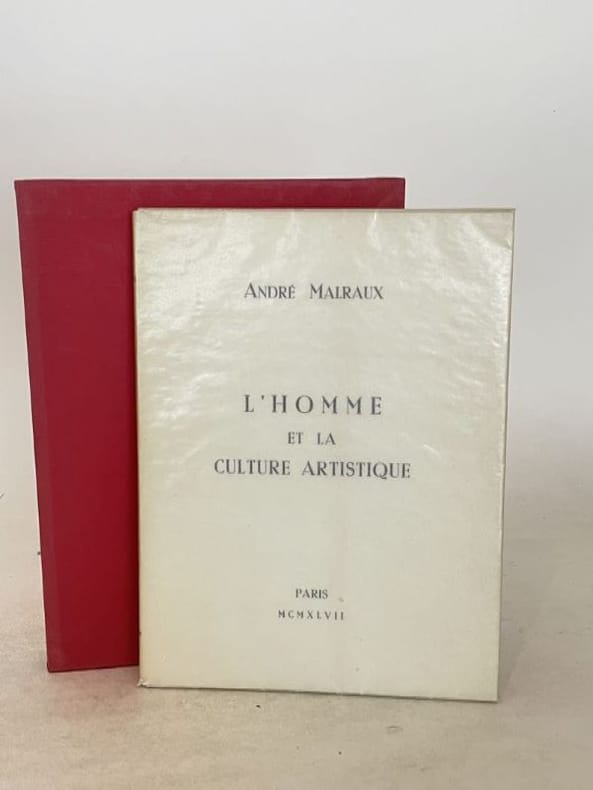 ANDRÉ MALRAUX
L'HOMME
ET LA
CULTURE ARTISTIQUE
PARIS
MCMXLVII